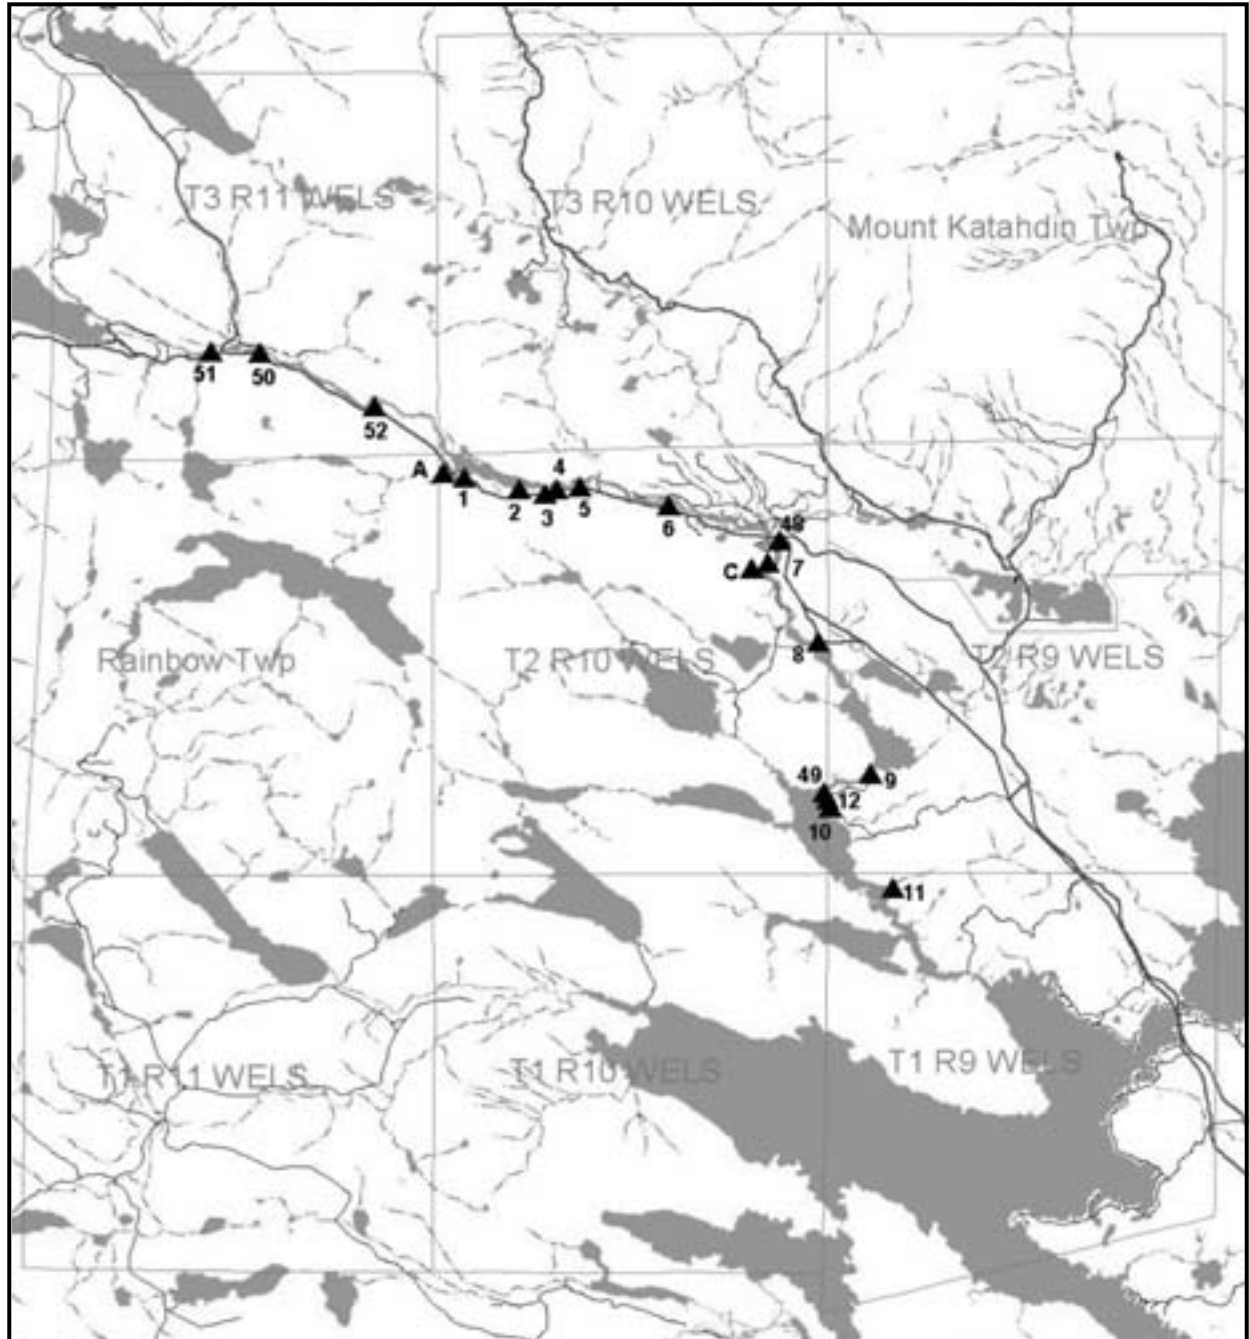 T3 R11 WELS
T3 R10 WELS
Mount Katahdin Twp
51
50
52
A
1
2
3
4
5
6
48
C
7
8
Rainbow Twp
T2 R10 WELS
T2 R9 WELS
49
9
12
10
11
T1 R11 WELS
T1 R10 WELS
T1 R9 WELS